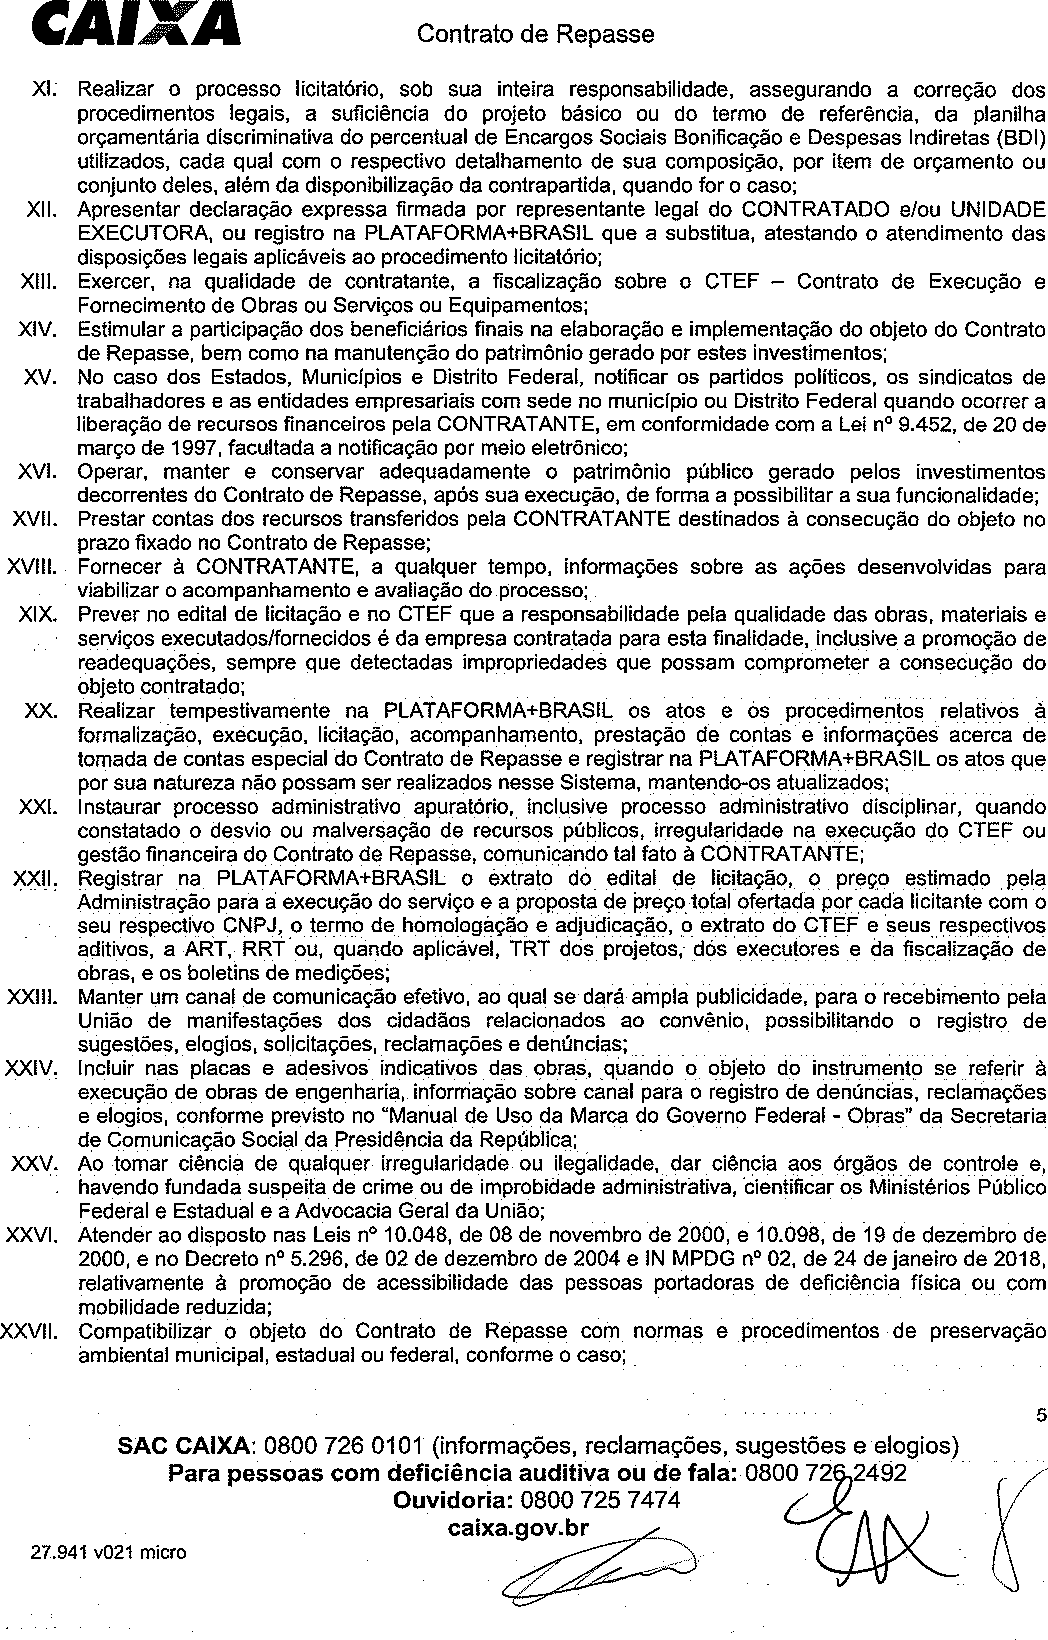 CAIXA
Contrato de Repasse
XI. Realizar o processo licitatório, sob sua inteira responsabilidade, assegurando a correção dos
procedimentos legais, a suficiência do projeto básico ou do termo de referência, da planilha
orçamentária discriminativa do percentual de Encargos Sociais Bonificação e Despesas Indiretas (BDI)
utilizados, cada qual com o respectivo detalhamento de sua composição, por item de orçamento ou
conjunto deles, além da disponibilização da contrapartida, quando for o caso;
XII. Apresentar declaração expressa firmada por representante legal do CONTRATADO e/ou UNIDADE
EXECUTORA, ou registro na PLATAFORMA+BRASIL que a substitua, atestando o atendimento das
disposições legais aplicáveis ao procedimento licitatório;
XIII. Exercer, na qualidade de contratante, a fiscalização sobre o CTEF – Contrato de Execução e
Fornecimento de Obras ou Serviços ou Equipamentos;
XIV. Estimular a participação dos beneficiários finais na elaboração e implementação do objeto do Contrato
de Repasse, bem como na manutenção do patrimônio gerado por estes investimentos;
XV. No caso dos Estados, Municípios e Distrito Federal, notificar os partidos políticos, os sindicatos de
trabalhadores e as entidades empresariais com sede no município ou Distrito Federal quando ocorrer a
liberação de recursos financeiros pela CONTRATANTE, em conformidade com a Lei nº 9.452, de 20 de
março de 1997, facultada a notificação por meio eletrônico;
XVI. Operar, manter e conservar adequadamente o patrimônio público gerado pelos investimentos
decorrentes do Contrato de Repasse, após sua execução, de forma a possibilitar a sua funcionalidade;
XVII. Prestar contas dos recursos transferidos pela CONTRATANTE destinados à consecução do objeto no
prazo fixado no Contrato de Repasse;
XVIII. Fornecer à CONTRATANTE, a qualquer tempo, informações sobre as ações desenvolvidas para
viabilizar o acompanhamento e avaliação do processo;
XIX. Prever no edital de licitação e no CTEF que a responsabilidade pela qualidade das obras, materiais e
serviços executados/fornecidos é da empresa contratada para esta finalidade, inclusive a promoção de
readequações, sempre que detectadas impropriedades que possam comprometer a consecução do
objeto contratado;
XX. Realizar tempestivamente na PLATAFORMA+BRASIL os atos e os procedimentos relativos à
formalização, execução, licitação, acompanhamento, prestação de contas e informações acerca de
tomada de contas especial do Contrato de Repasse e registrar na PLATAFORMA+BRASIL os atos que
por sua natureza não possam ser realizados nesse Sistema, mantendo-os atualizados;
XXI. Instaurar processo administrativo apuratório, inclusive processo administrativo disciplinar, quando
constatado o desvio ou malversação de recursos públicos, irregularidade na execução do CTEF ou
gestão financeira do Contrato de Repasse, comunicando tal fato à CONTRATANTE;
XXII. Registrar na PLATAFORMA+BRASIL o extrato do edital de licitação, o preço estimado pela
Administração para a execução do serviço e a proposta de preço total ofertada por cada licitante com o
seu respectivo CNPJ, o termo de homologação e adjudicação, o extrato do CTEF e seus respectivos
aditivos, a ART, RRT ou, quando aplicável, TRT dos projetos, dos executores e da fiscalização de
obras, e os boletins de medições;
XXIII. Manter um canal de comunicação efetivo, ao qual se dará ampla publicidade, para o recebimento pela
União de manifestações dos cidadãos relacionados ao convênio, possibilitando o registro de
sugestões, elogios, solicitações, reclamações e denúncias;
XXIV. Incluir nas placas e adesivos indicativos das obras, quando o objeto do instrumento se referir à
execução de obras de engenharia, informação sobre canal para o registro de denúncias, reclamações
e elogios, conforme previsto no “Manual de Uso da Marca do Governo Federal - Obras” da Secretaria
de Comunicação Social da Presidência da República;
XXV. Ao tomar ciência de qualquer irregularidade ou ilegalidade, dar ciência aos órgãos de controle e,
havendo fundada suspeita de crime ou de improbidade administrativa, cientificar os Ministérios Público
Federal e Estadual e a Advocacia Geral da União;
XXVI. Atender ao disposto nas Leis nº 10.048, de 08 de novembro de 2000, e 10.098, de 19 de dezembro de
2000, e no Decreto nº 5.296, de 02 de dezembro de 2004 e IN MPDG nº 02, de 24 de janeiro de 2018,
relativamente à promoção de acessibilidade das pessoas portadoras de deficiência física ou com
mobilidade reduzida;
XXVII. Compatibilizar o objeto do Contrato de Repasse com normas e procedimentos de preservação
ambiental municipal, estadual ou federal, conforme o caso;
5
SAC CAIXA: 0800 726 0101 (informações, reclamações, sugestões e elogios)
Para pessoas com deficiência auditiva ou de fala: 0800 726 2492
Ouvidoria: 0800 725 7474
caixa.gov.br
27.941 v021 micro